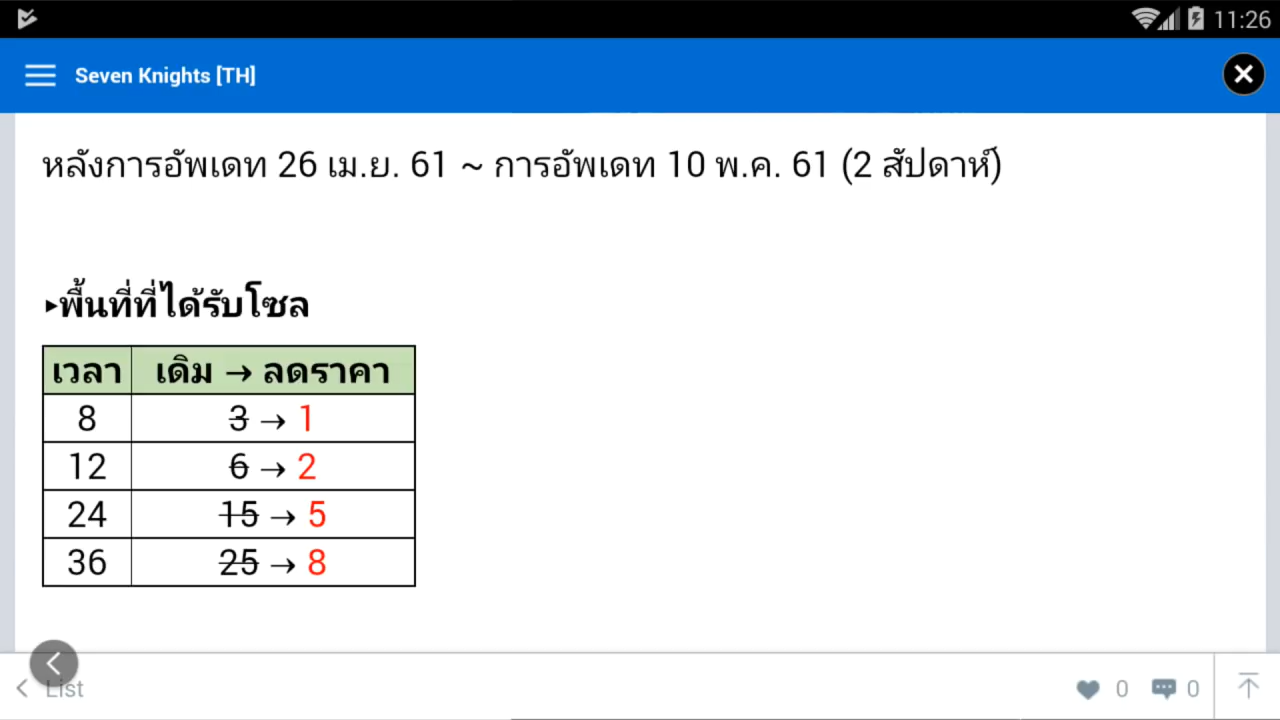 11:26
Seven Knights [TH]
หลังการอัพเดท 26 เม.ย. 61 ~ การอัพเดท 10 พ.ค. 61 (2 สัปดาห์)
▸พื้นที่ที่ได้รับโซล
เวลา เดิม → ลดราคา
8 3 → 1
12 6 → 2
24 15 → 5
36 25 → 8
List 0 0